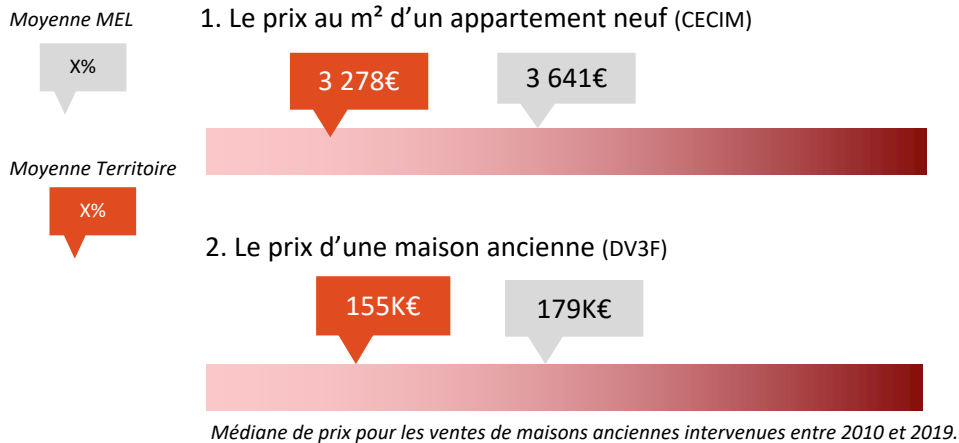 Moyenne MEL
X%
Moyenne Territoire
X%
1. Le prix au m² d'un appartement neuf (CECIM)
3 278€
3 641€
2. Le prix d'une maison ancienne (DV3F)
155K€
179K€
Médiane de prix pour les ventes de maisons anciennes intervenues entre 2010 et 2019.